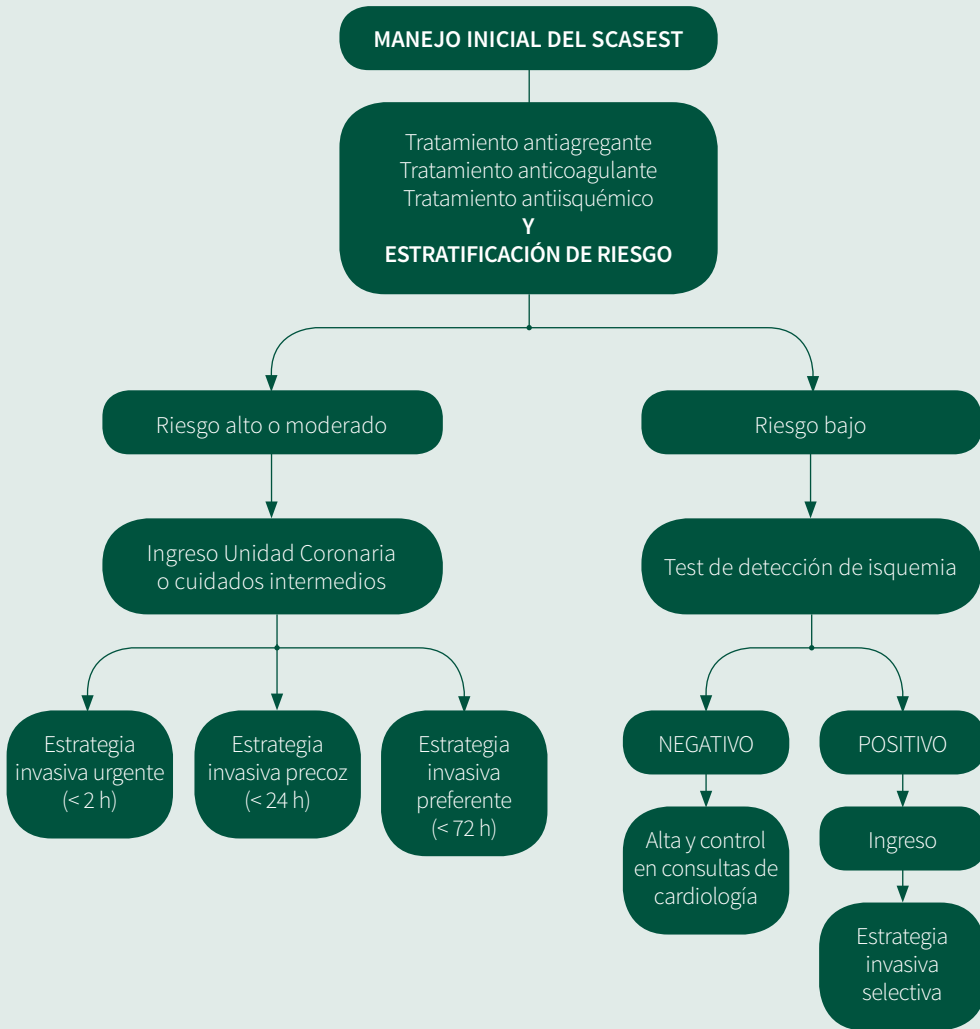 MANEJO INICIAL DEL SCASEST
Tratamiento antiagregante
Tratamiento anticoagulante
Tratamiento antiisquémico
Y
ESTRATIFICACIÓN DE RIESGO
Riesgo alto o moderado
Riesgo bajo
Ingreso Unidad Coronaria
o cuidados intermedios
Test de detección de isquemia
Estrategia
invasiva urgente
(< 2 h)
Estrategia
invasiva precoz
(< 24 h)
Estrategia
invasiva
preferente
(< 72 h)
NEGATIVO
POSITIVO
Alta y control
en consultas de
cardiología
Ingreso
Estrategia
invasiva
selectiva